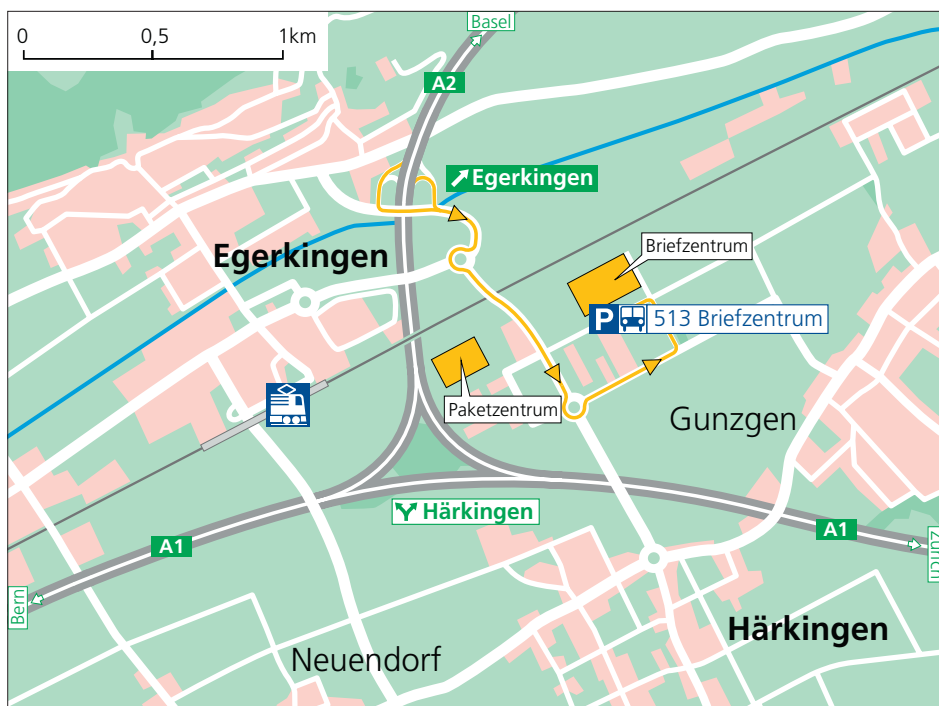 Basel
0 0,5 1km
A2
Egerkingen
Egerkingen
Briefzentrum
P 513 Briefzentrum
Paketzentrum
Gunzgen
Härkingen
A1
A1
Zürich
Bern
Härkingen
Neuendorf